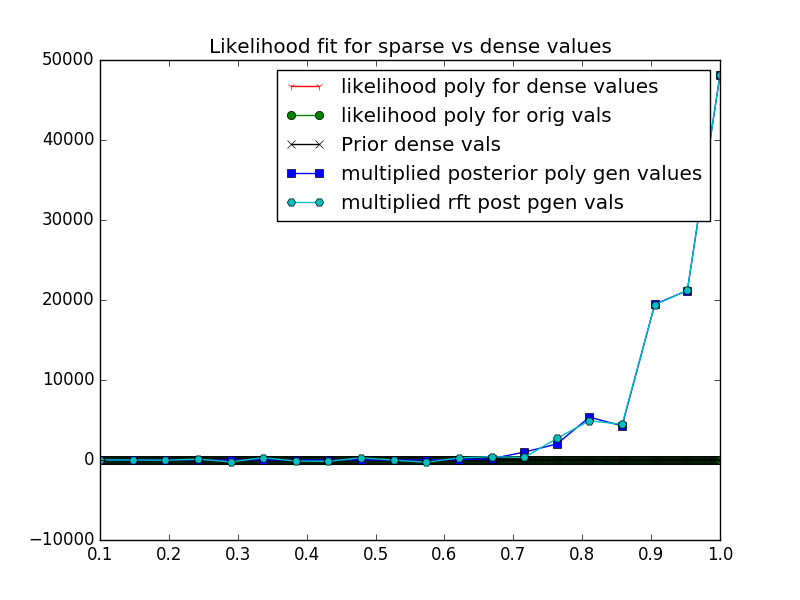 Likelihood fit for sparse vs dense values
50000
40000
30000
20000
10000
0
−10000
likelihood poly for dense values
likelihood poly for orig vals
Prior dense vals
multiplied posterior poly gen values
multiplied rft post pgen vals
0.1 0.2 0.3 0.4 0.5 0.6 0.7 0.8 0.9 1.0